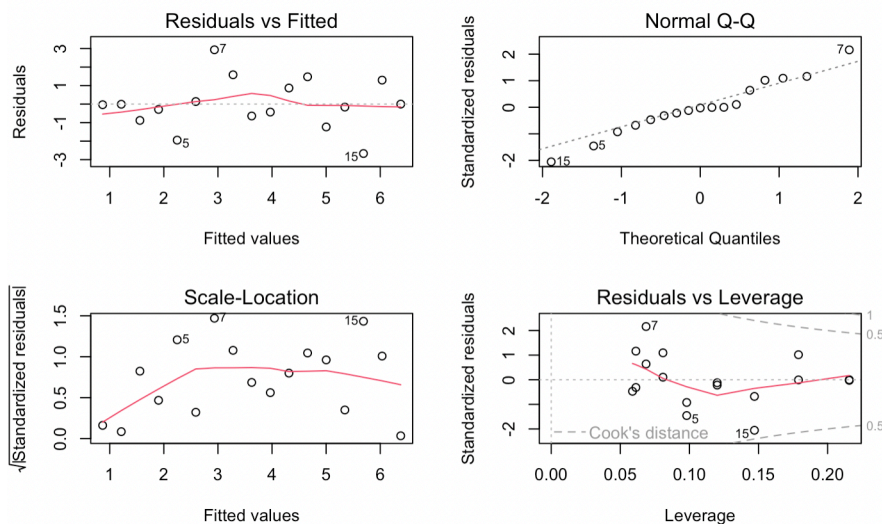 Residuals vs Fitted
Residuals
3
1
-1
-3
7
5
15
1 2 3 4 5 6
Fitted values
Normal Q-Q
Standardized residuals
2
1
0
-2
7
5
15
-2 -1 0 1 2
Theoretical Quantiles
Scale-Location
√|Standardized residuals|
1.5
1.0
0.5
0.0
7
15
5
1 2 3 4 5 6
Fitted values
Residuals vs Leverage
Standardized residuals
2
1
0
-2
7
5
15
Cook's distance
1
0.5
0.5
0.00 0.05 0.10 0.15 0.20
Leverage